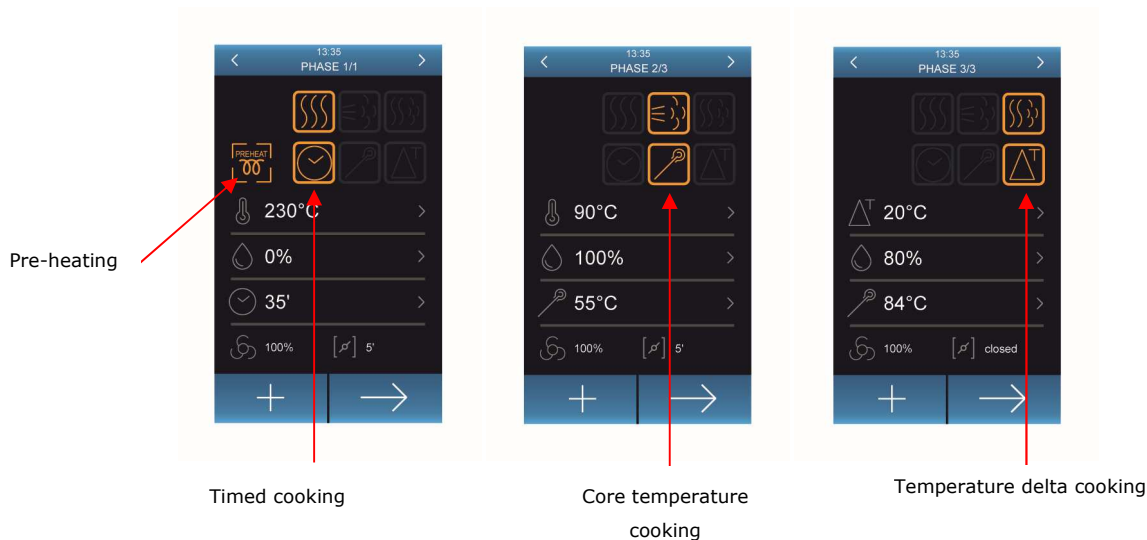 13:35
PHASE 1/1
PREHEAT
230°C
0%
35'
100%
5'
13:35
PHASE 2/3
T
90°C
100%
55°C
100%
5'
13:35
PHASE 3/3
T
T
20°C
80%
84°C
100%
closed
Pre-heating
Timed cooking
Core temperature
cooking
Temperature delta cooking